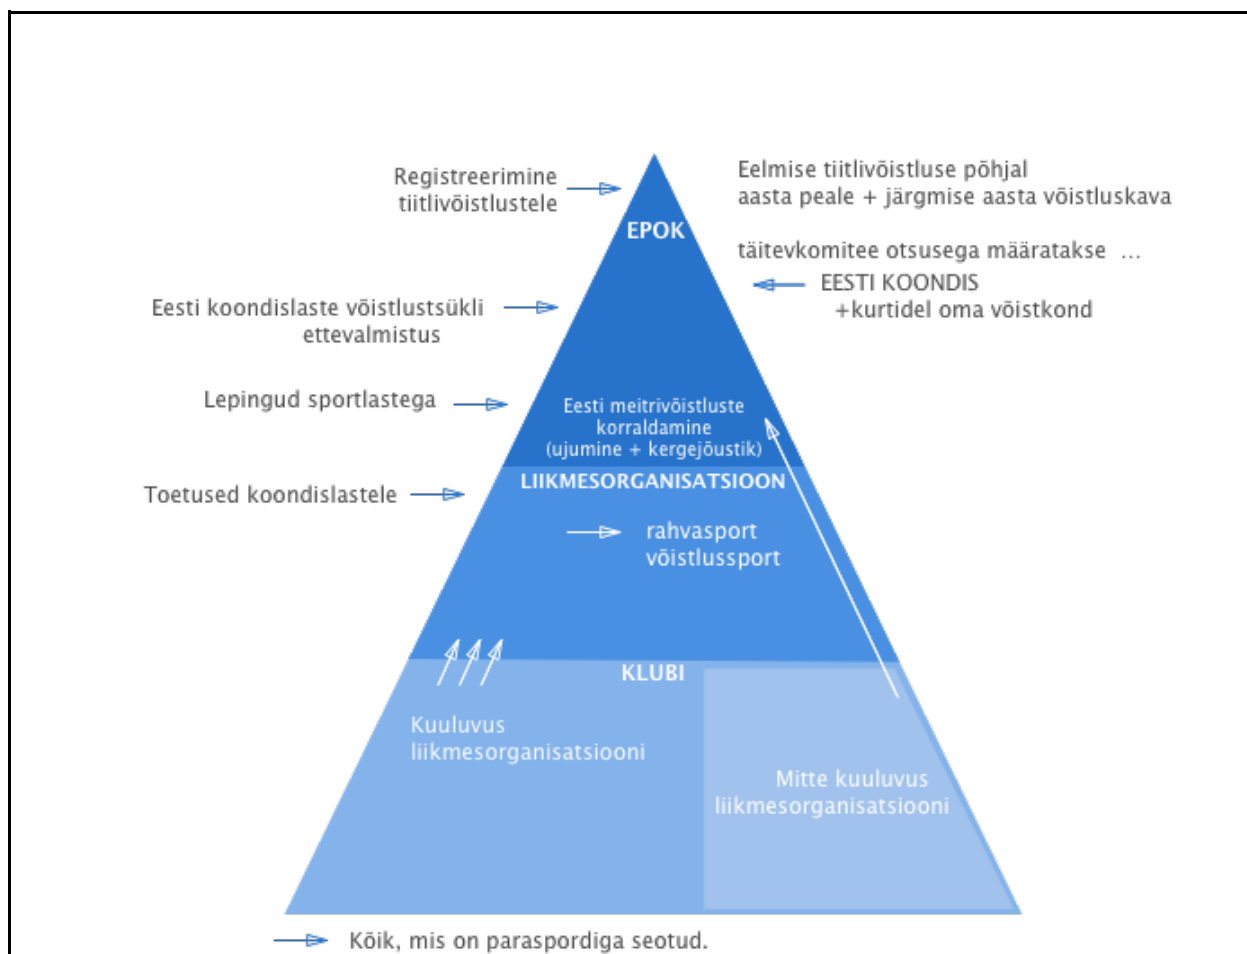 Registreerimine
tiitlivõistlustele
Eelmise tiitlivõistluse põhjal
aasta peale + järgmise aasta võistluskava
EPOK
täitevkomitee otsusega määratakse ...
EESTI KOONDIS
+kurtidel oma võistkond
Eesti koondislaste võistlustsükli
ettevalmistus
Lepingud sportlastega
Eesti meitrivõistluste
korraldamine
(ujumine + kergejõustik)
LIIKMESORGANISATSIOON
Toetused koondislastele
rahvasport
võistlussport
KLUBI
Kuuluvus
liikmesorganisatsiooni
Mitte kuuluvus
liikmesorganisatsiooni
Kõik, mis on paraspordiga seotud.